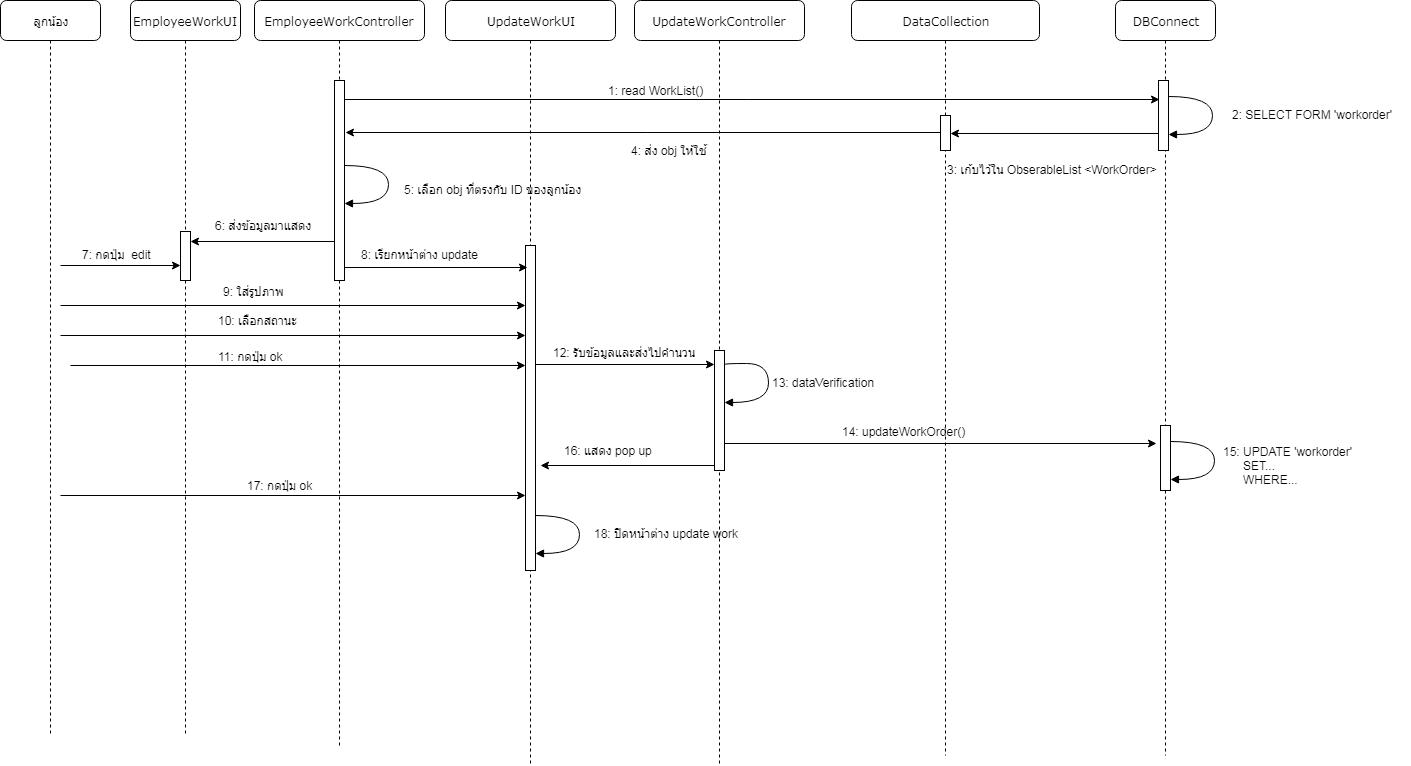 ลูกน้อง
EmployeeWorkUI
EmployeeWorkController
UpdateWorkUI
UpdateWorkController
DataCollection
DBConnect
1: read WorkList()
2: SELECT FORM 'workorder'
3: เก้บไว้ใน ObserableList <WorkOrder>
4: ส่ง obj ให้ใช้
5: เลือก obj ที่ตรงกับ ID ของลูกน้อง
6: ส่งข้อมูลมาแสดง
7: กดปุ่ม  edit
8: เรียกหน้าต่าง update
9: ใส่รูปภาพ
10: เลือกสถานะ
11: กดปุ่ม ok
12: รับข้อมูลและส่งไปคำนวน
13: dataVerification
14: updateWorkOrder()
15: UPDATE 'workorder'
SET...
WHERE...
16: แสดง pop up
17: กดปุ่ม ok
18: ปิดหน้าต่าง update work